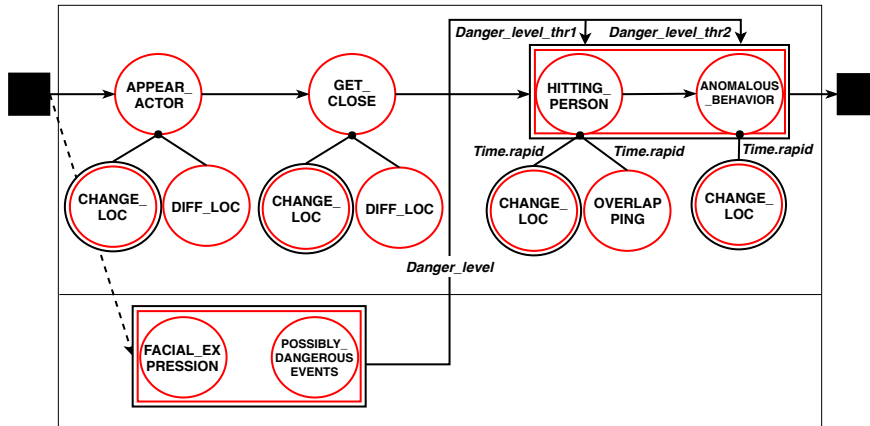 Danger_level_thr1 Danger_level_thr2
APPEAR_
ACTOR
GET_
CLOSE
HITTING_
PERSON
ANOMALOUS
_BEHAVIOR
Time.rapid Time.rapid Time.rapid
CHANGE_
LOC
DIFF_LOC
CHANGE_
LOC
DIFF_LOC
CHANGE_
LOC
OVERLAP
PING
CHANGE_
LOC
Danger_level
FACIAL_EX
PRESSION
POSSIBLY_
DANGEROUS
EVENTS